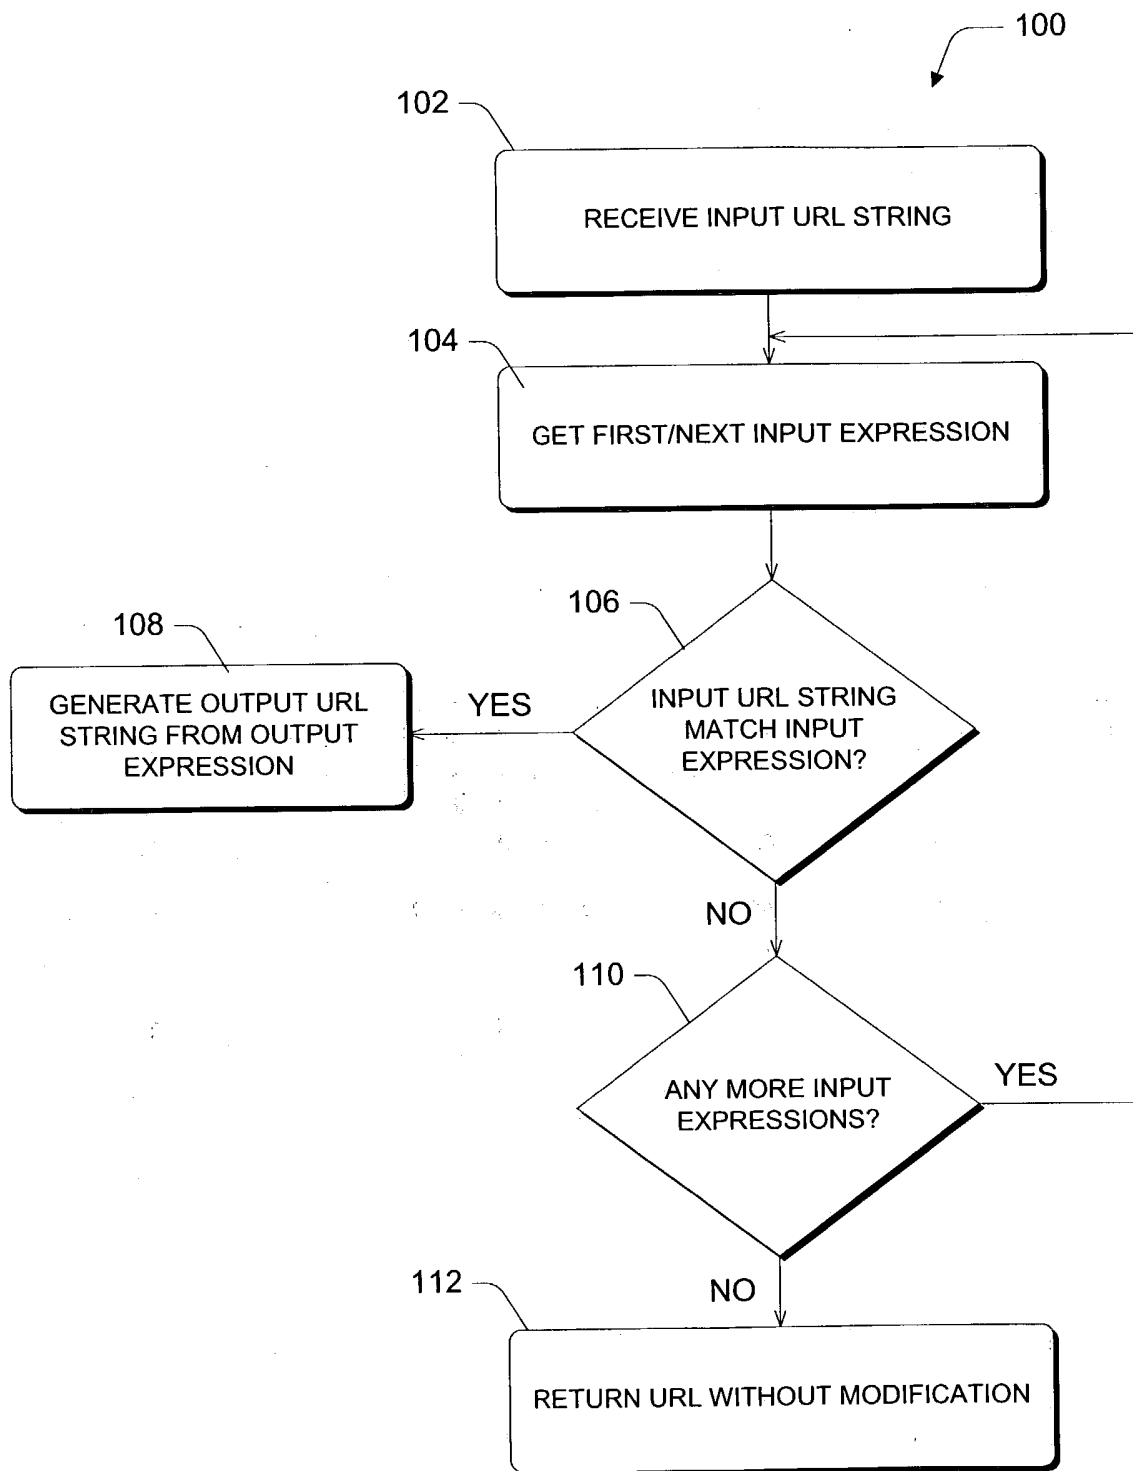 100
102
RECEIVE INPUT URL STRING
104
GET FIRST/NEXT INPUT EXPRESSION
106
INPUT URL STRING
MATCH INPUT
EXPRESSION?
YES
108
GENERATE OUTPUT URL
STRING FROM OUTPUT
EXPRESSION
NO
110
ANY MORE INPUT
EXPRESSIONS?
YES
NO
112
RETURN URL WITHOUT MODIFICATION